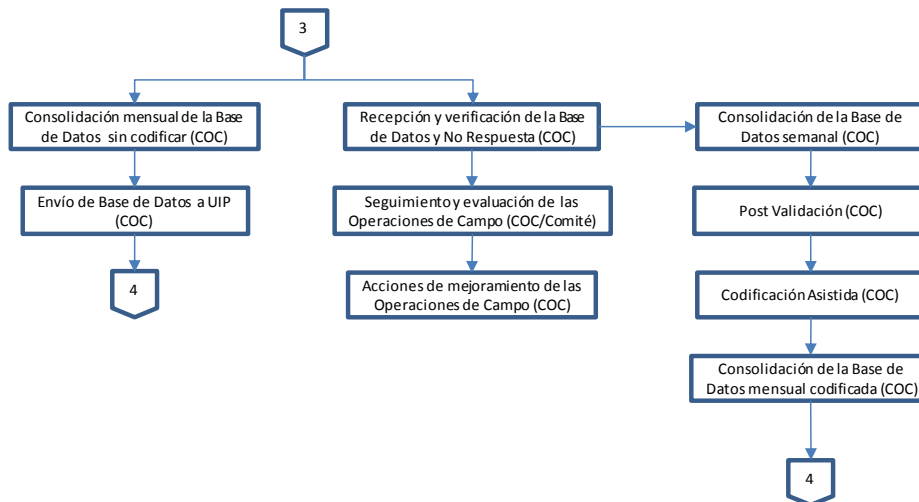 3
Consolidación mensual de la Base
de Datos sin codificar (COC)
Recepción y verificación de la Base
de Datos y No Respuesta (COC)
Consolidación de la Base de
Datos semanal (COC)
Envío de Base de Datos a UIP
(COC)
Seguimiento y evaluación de las
Operaciones de Campo (COC/Comité)
Post Validación (COC)
4
Acciones de mejoramiento de las
Operaciones de Campo (COC)
Codificación Asistida (COC)
Consolidación de la Base de
Datos mensual codificada (COC)
4